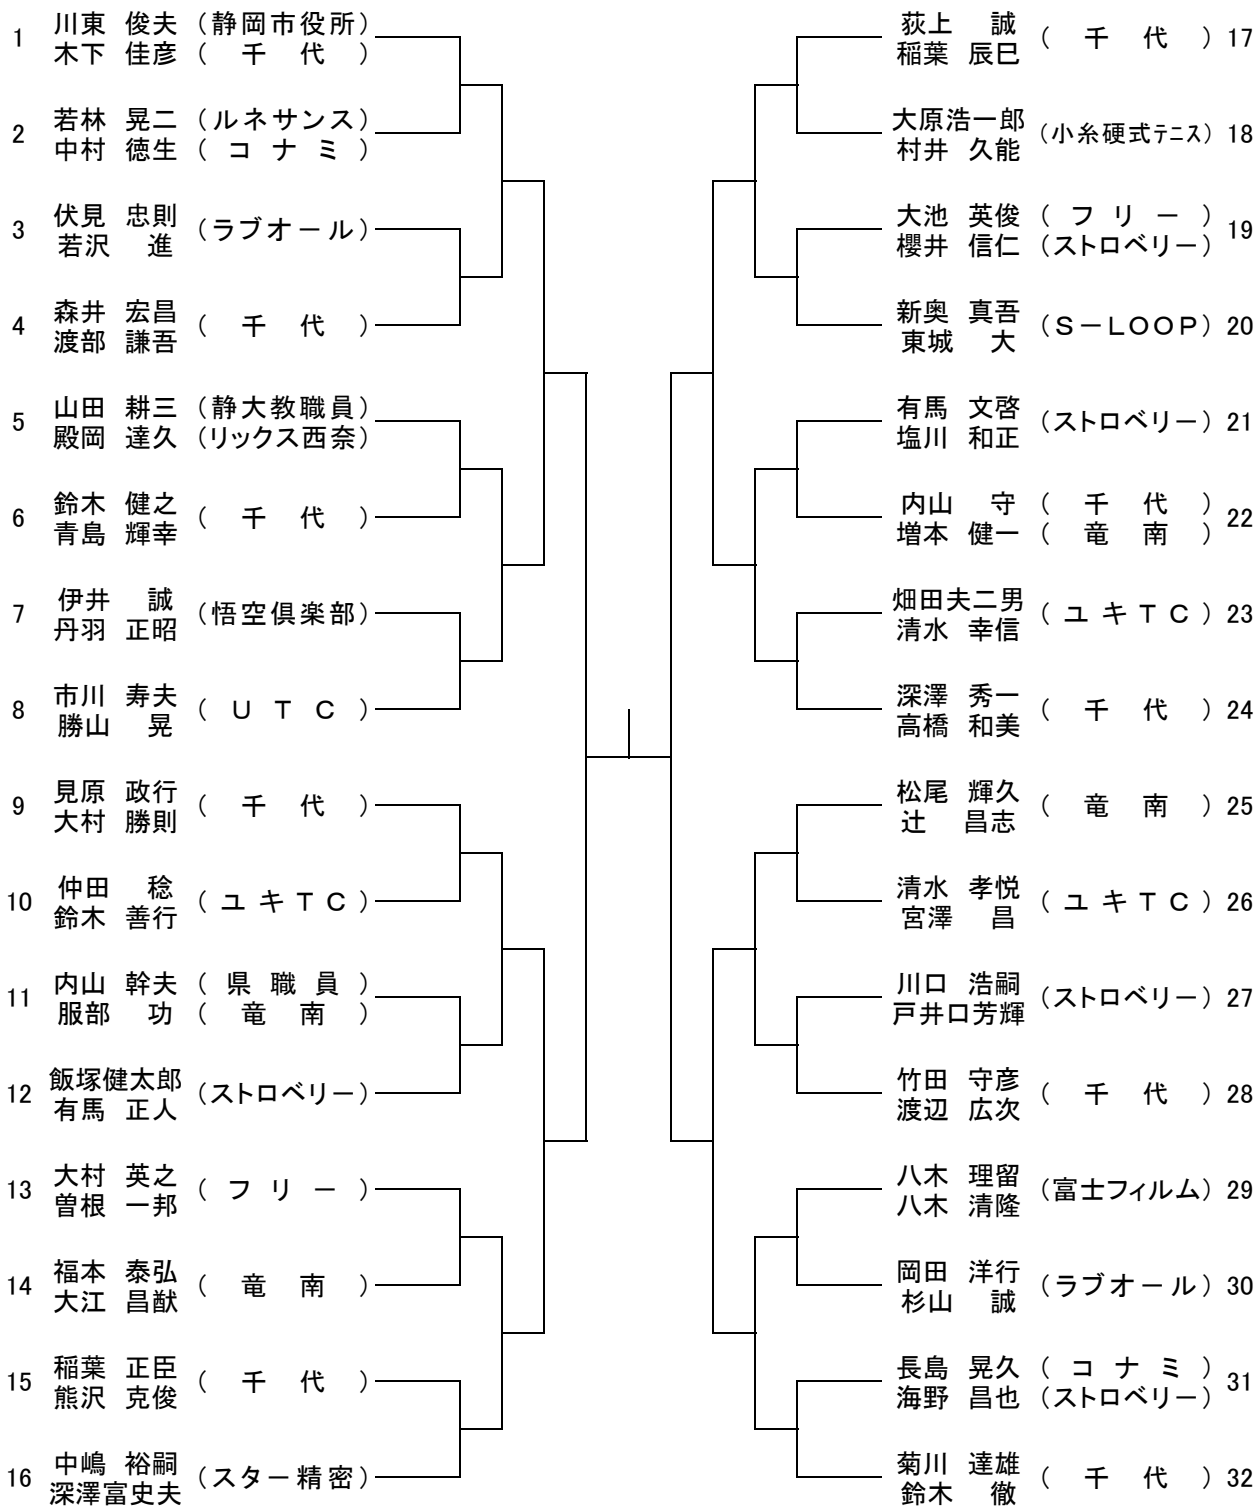 1 川東 俊夫 (静岡市役所)
木下 佳彦 ( 千 代 )
2 若林 晃二 (ルネサンス)
中村 徳生 ( コ ナ ミ )
3 伏見 忠則 (ラブオール)
若沢 進
4 森井 宏昌 ( 千 代 )
渡部 謙吾
5 山田 耕三 (静大教職員)
殿岡 達久 (リックス西奈)
6 鈴木 健之 ( 千 代 )
青島 輝幸
7 伊井 誠 (悟空倶楽部)
丹羽 正昭
8 市川 寿夫 ( U T C )
勝山 晃
9 見原 政行 ( 千 代 )
大村 勝則
10 仲田 稔 ( ユ キ T C )
鈴木 善行
11 内山 幹夫 ( 県 職 員 )
服部 功 ( 竜 南 )
12 飯塚健太郎 (ストロベリー)
有馬 正人
13 大村 英之 ( フ リ ー )
曽根 一邦
14 福本 泰弘 ( 竜 南 )
大江 昌猷
15 稲葉 正臣 ( 千 代 )
熊沢 克俊
16 中嶋 裕嗣 (スター精密)
深澤富史夫
荻上 誠 ( 千 代 ) 17
稲葉 辰巳
大原浩一郎 (小糸硬式テニス) 18
村井 久能
大池 英俊 ( フ リ ー ) 19
櫻井 信仁 (ストロベリー)
新奥 真吾 (S-LOOP) 20
東城 大
有馬 文啓 (ストロベリー) 21
塩川 和正
内山 守 ( 千 代 ) 22
増本 健一 ( 竜 南 )
畑田夫二男 ( ユ キ T C ) 23
清水 幸信
深澤 秀一 ( 千 代 ) 24
高橋 和美
松尾 輝久 ( 竜 南 ) 25
辻 昌志
清水 孝悦 ( ユ キ T C ) 26
宮澤 昌
川口 浩嗣 (ストロベリー) 27
戸井口芳輝
竹田 守彦 ( 千 代 ) 28
渡辺 広次
八木 理留 (富士フィルム) 29
八木 清隆
岡田 洋行 (ラブオール) 30
杉山 誠
長島 晃久 ( コ ナ ミ ) 31
海野 昌也 (ストロベリー)
菊川 達雄 ( 千 代 ) 32
鈴木 徹